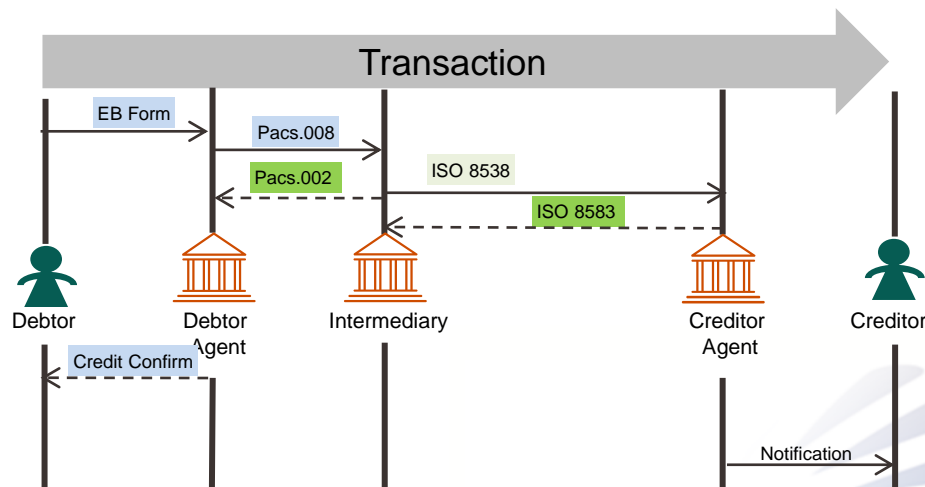 Transaction
EB Form
Pacs.008
Pacs.002
ISO 8538
ISO 8583
Debtor
Debtor
Agent
Intermediary
Creditor
Agent
Creditor
Credit Confirm
Notification